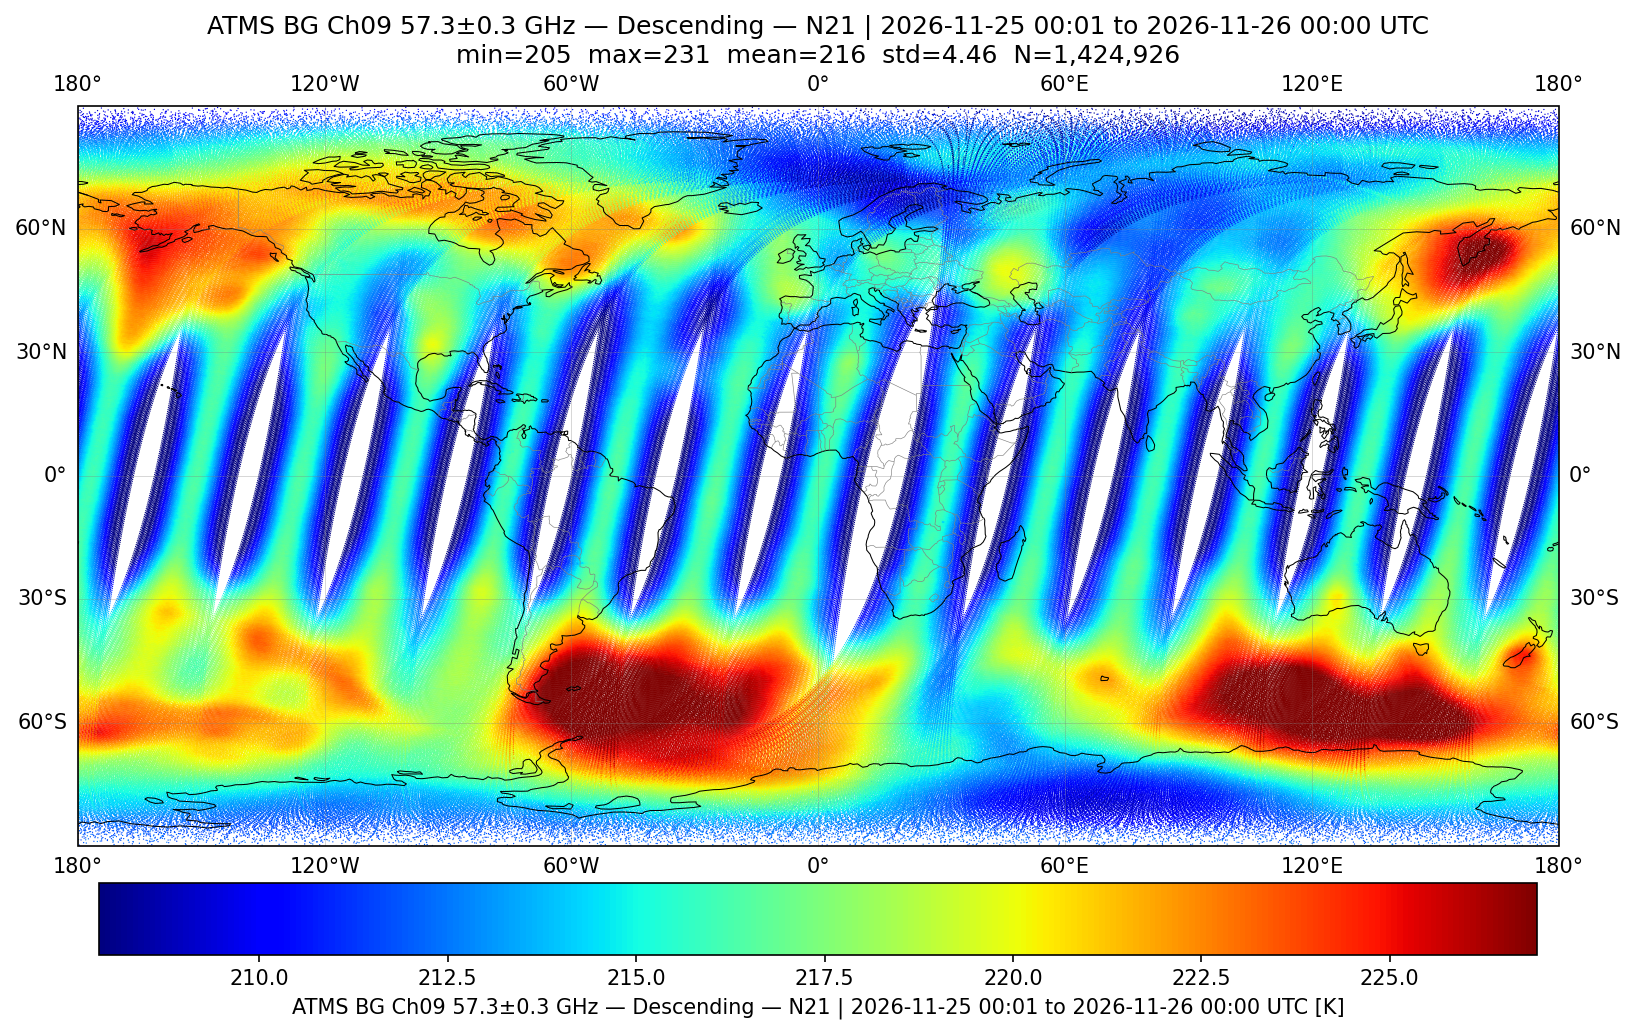 ATMS BG Ch09 57.3±0.3 GHz — Descending — N21 | 2026-11-25 00:01 to 2026-11-26 00:00 UTC
min=205  max=231  mean=216  std=4.46  N=1,424,926
180° 120°W 60°W 0° 60°E 120°E 180°
60°N 60°N
30°N 30°N
0° 0°
30°S 30°S
60°S 60°S
180° 120°W 60°W 0° 60°E 120°E 180°
210.0 212.5 215.0 217.5 220.0 222.5 225.0
ATMS BG Ch09 57.3±0.3 GHz — Descending — N21 | 2026-11-25 00:01 to 2026-11-26 00:00 UTC [K]